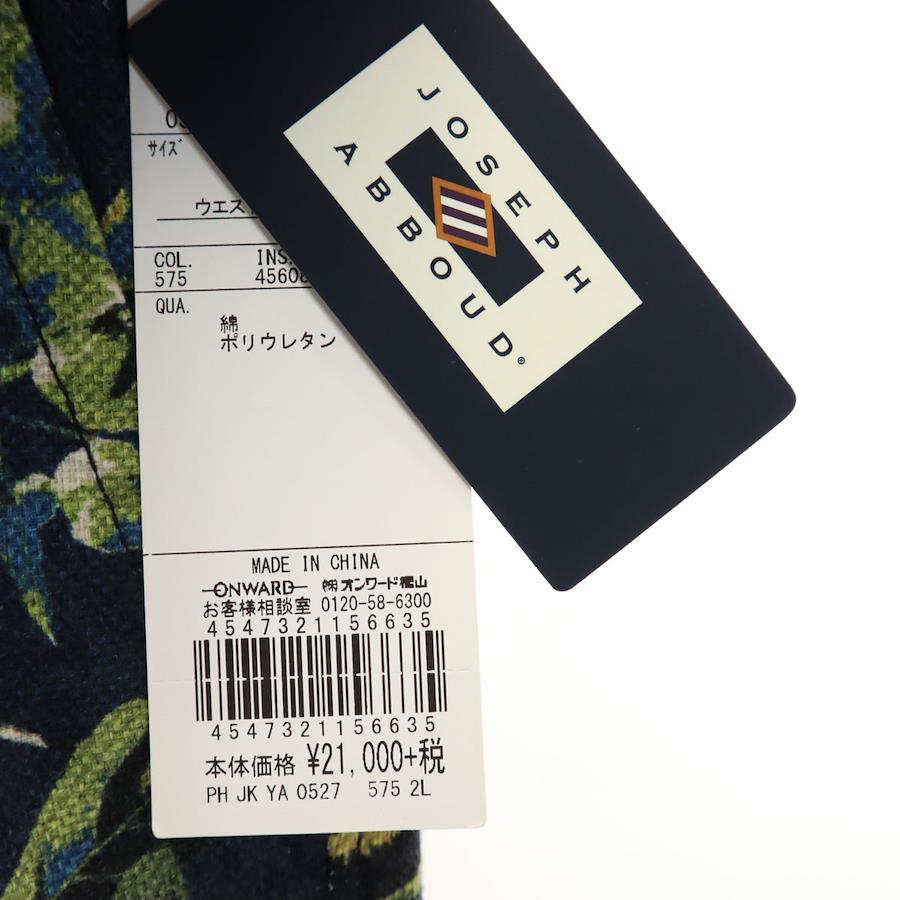 JOSEPH
ABBOUD®
サイズ
ウエスト
COL.
INS.
575
45608
QUA.
綿
ポリウレタン
MADE IN CHINA
ONWARD ㈱オンワード樫山
お客様相談室 0120-58-6300
4547321156635
4547321156635
本体価格 ¥21,000+税
PH JK YA 0527 575 2L